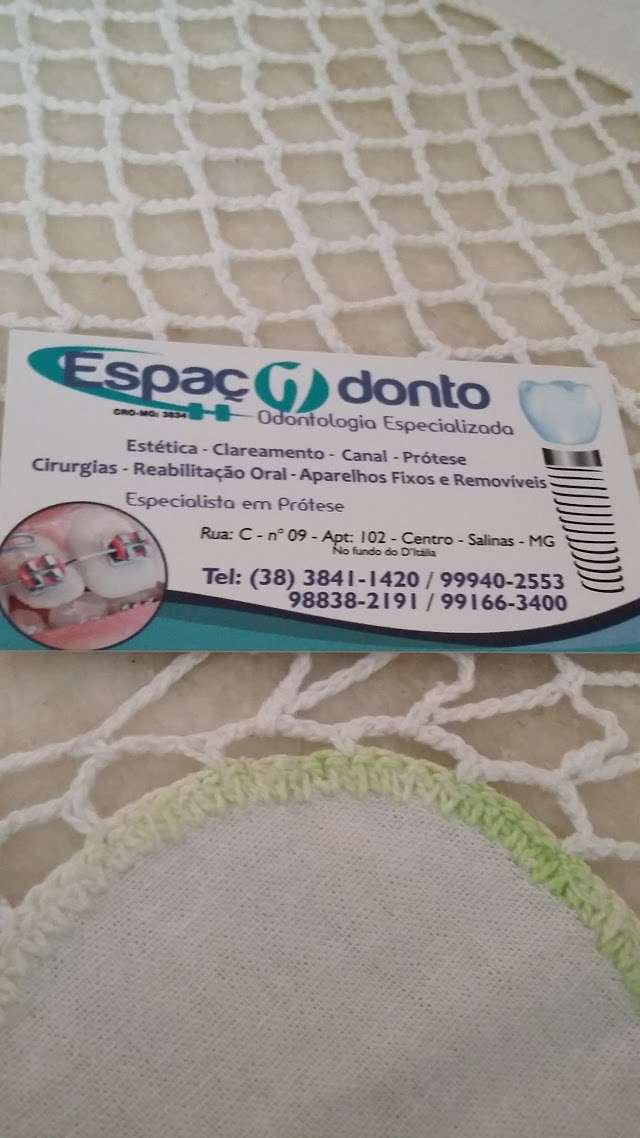 EspaçOdonto
CRO-MG: 3834
Odontologia Especializada
Estética - Clareamento - Canal - Prótese
Cirurgias - Reabilitação Oral - Aparelhos Fixos e Removíveis
Especialista em Prótese
Rua: C - nº 09 - Apt: 102 - Centro - Salinas - MG
No fundo do D'Itália
Tel: (38) 3841-1420 / 99940-2553
98838-2191 / 99166-3400